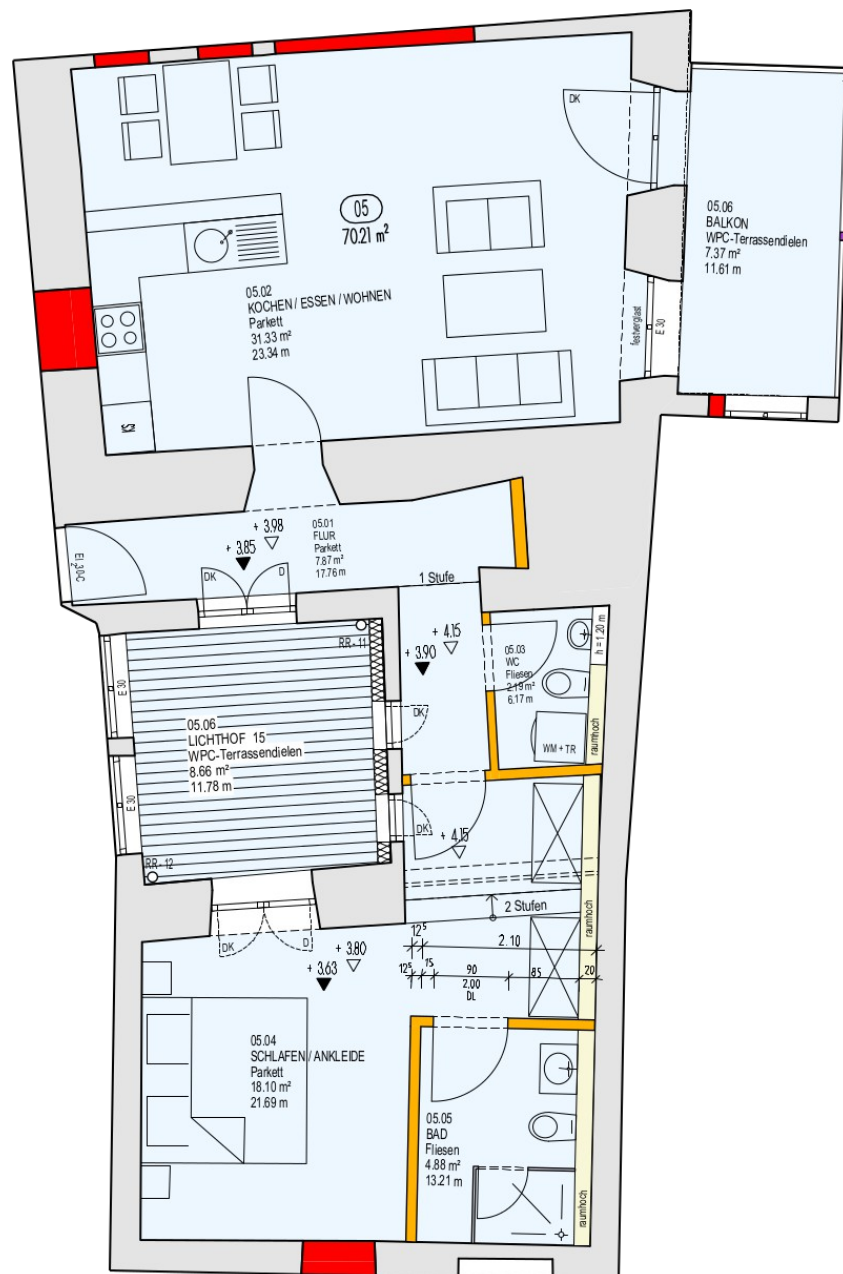 DK
05
70.21 m²
05.06
BALKON
WPC-Terrassendielen
7.37 m²
11.61 m
05.02
KOCHEN / ESSEN / WOHNEN
Parkett
31.33 m²
23.34 m
festverglast
E 30
05.01
FLUR
Parkett
7.87 m²
17.76 m
+ 3.98
+ 3.85
EI₂ 30-C
DK
D
1 Stufe
+ 4.15
+ 3.90
RR - 11
05.03
WC
Fliesen
2.19 m²
6.17 m
h = 1.20 m
raumhoch
WM + TR
E 30
DK
05.06
LICHTHOF 15
WPC-Terrassendielen
8.66 m²
11.78 m
E 30
DK
+ 4.15
RR - 12
2 Stufen
raumhoch
DK
D
+ 3.80
+ 3.63
12⁵
2.10
12⁵
15
90
2.00
DL
85
20
05.04
SCHLAFEN / ANKLEIDE
Parkett
18.10 m²
21.69 m
05.05
BAD
Fliesen
4.88 m²
13.21 m
raumhoch